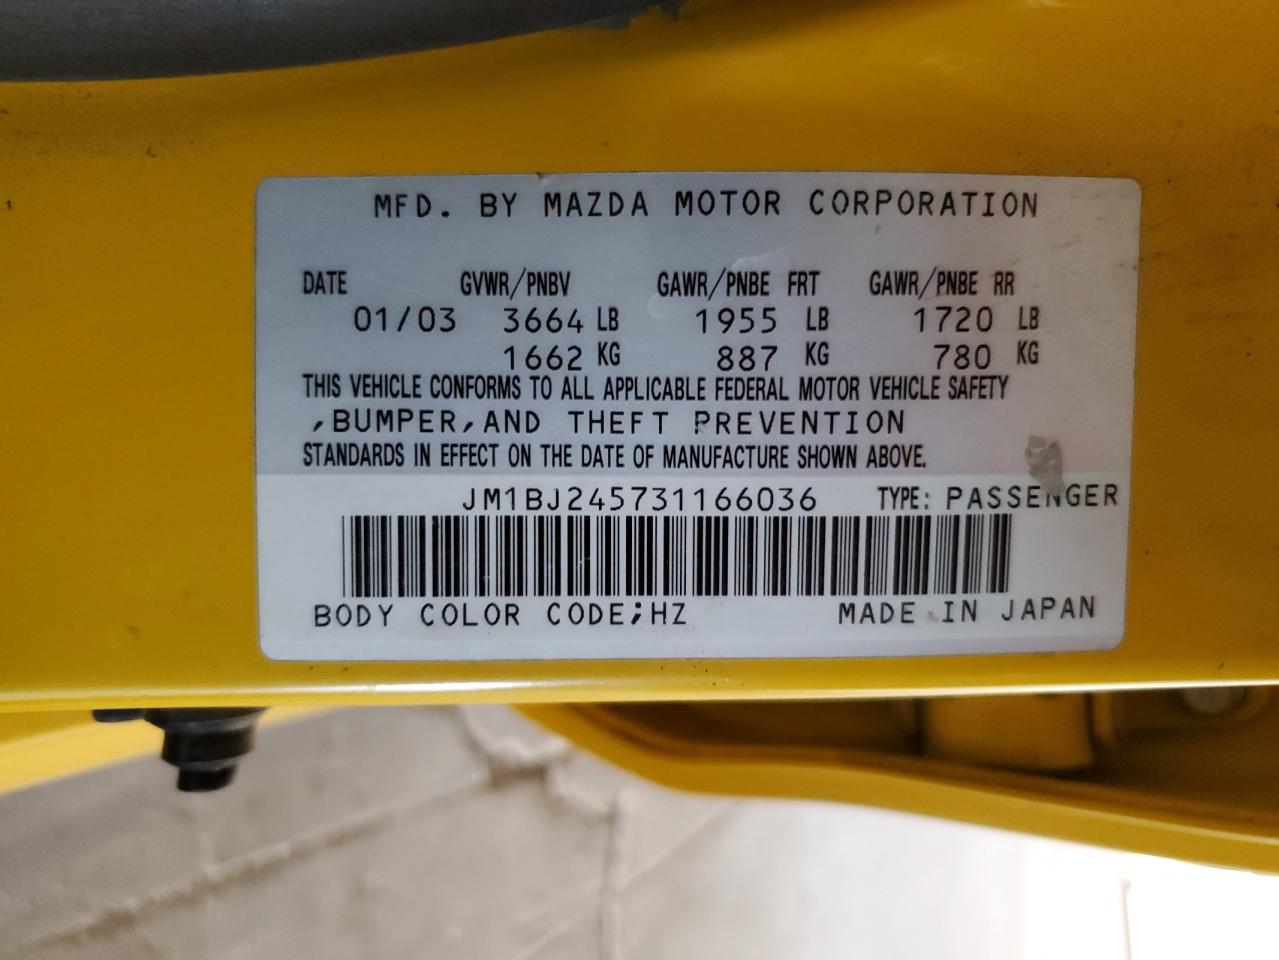 MFD. BY MAZDA MOTOR CORPORATION
DATE GVWR/PNBV GAWR/PNBE FRT GAWR/PNBE RR
01/03 3664 LB 1955 LB 1720 LB
1662 KG 887 KG 780 KG
THIS VEHICLE CONFORMS TO ALL APPLICABLE FEDERAL MOTOR VEHICLE SAFETY
,BUMPER,AND THEFT PREVENTION
STANDARDS IN EFFECT ON THE DATE OF MANUFACTURE SHOWN ABOVE.
JM1BJ245731166036 TYPE: PASSENGER
BODY COLOR CODE;HZ MADE IN JAPAN